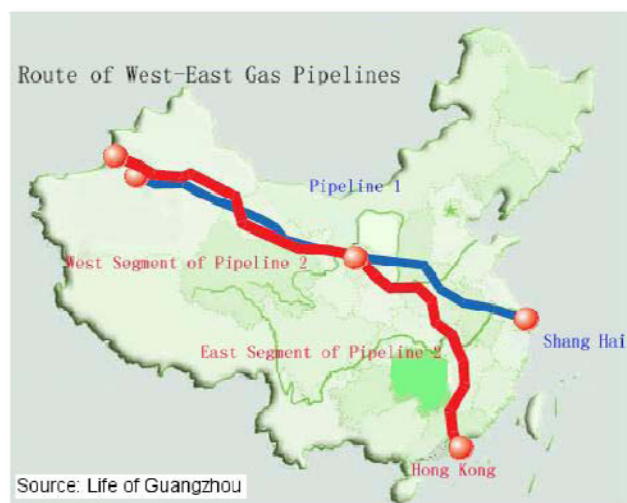 Route of West-East Gas Pipelines
Pipeline 1
West Segment of Pipeline 2
East Segment of Pipeline 2
Shang Hai
Hong Kong
Source: Life of Guangzhou